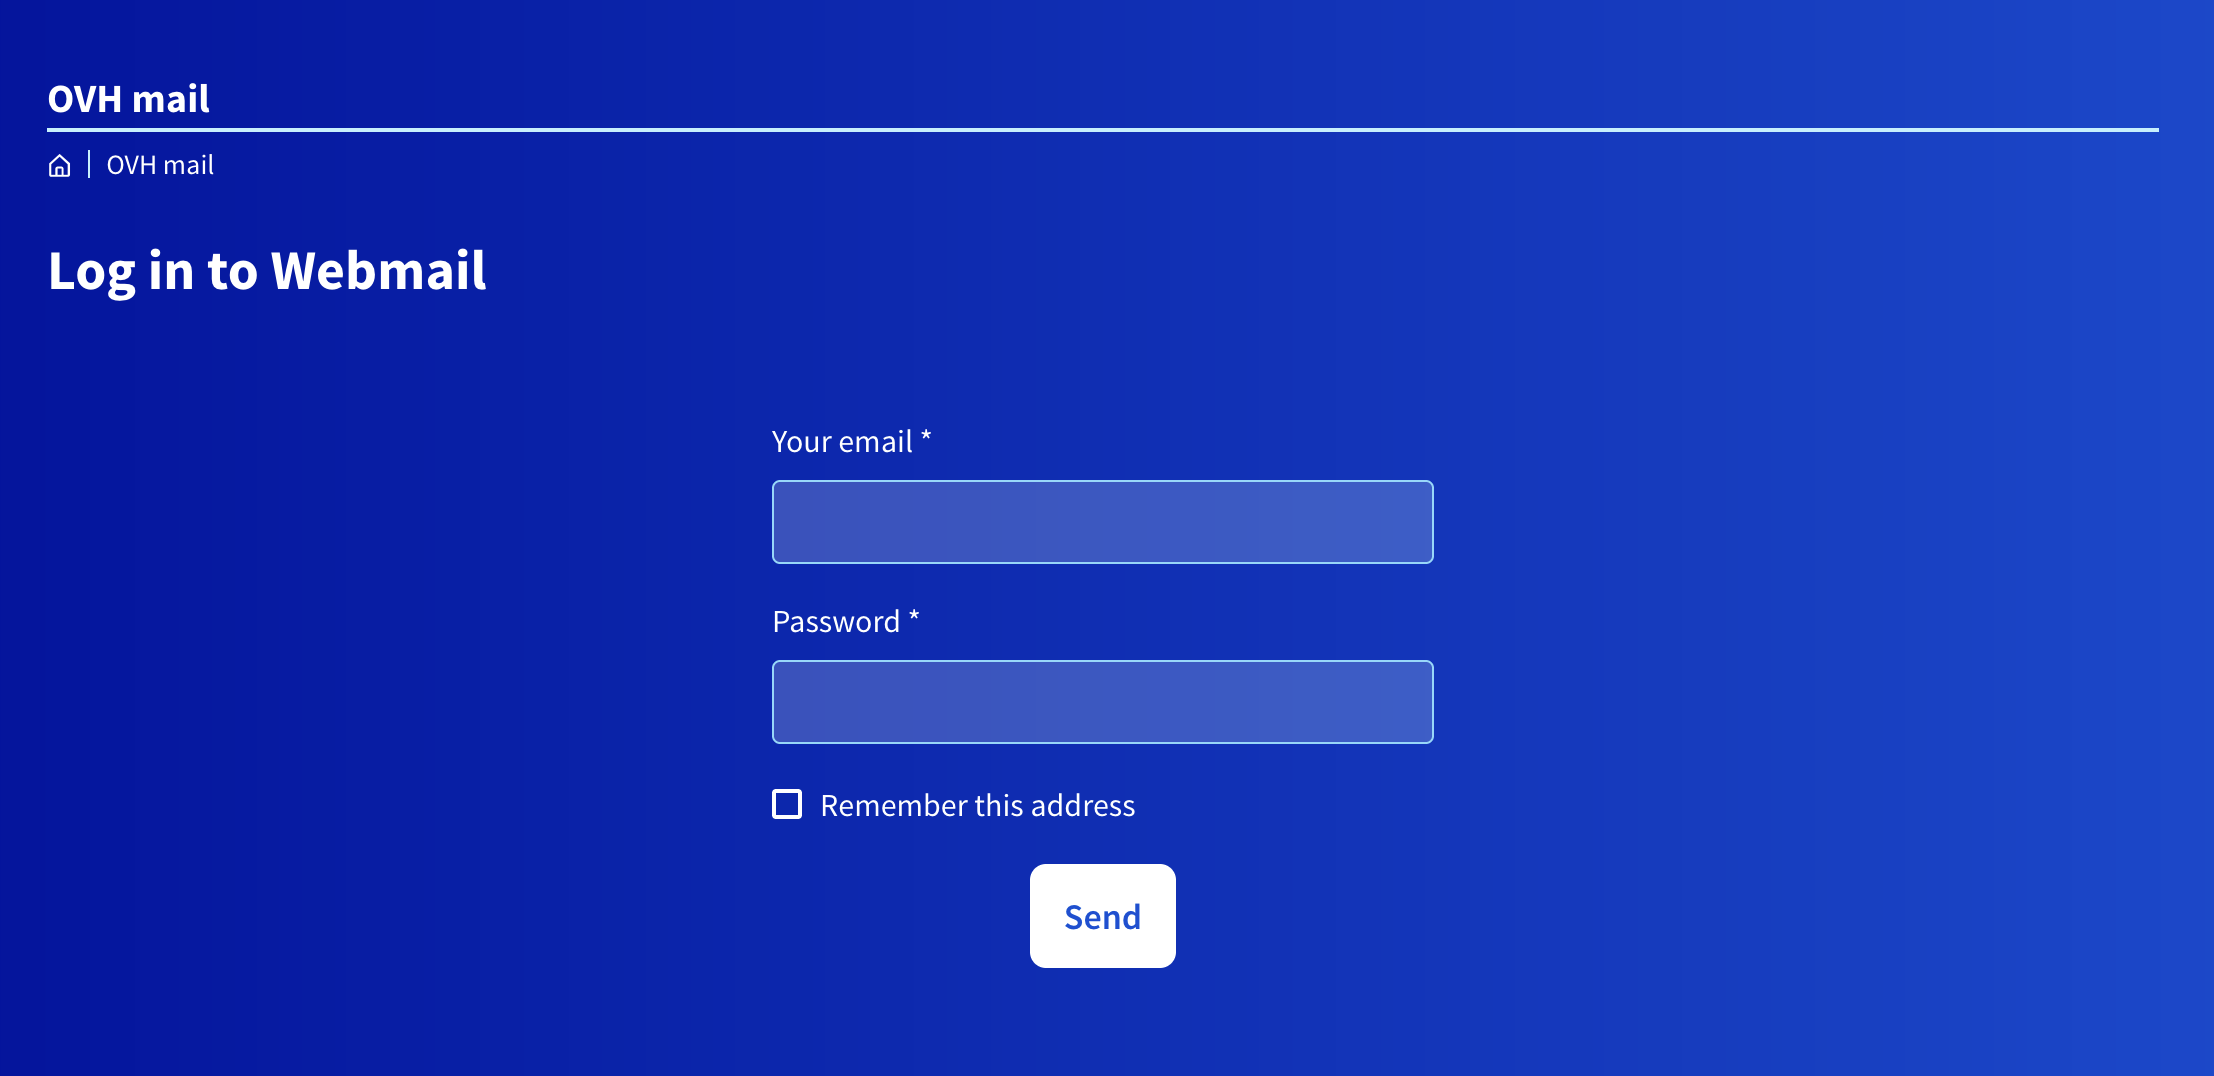 OVH mail
OVH mail
Log in to Webmail
Your email *
Password *
Remember this address
Send